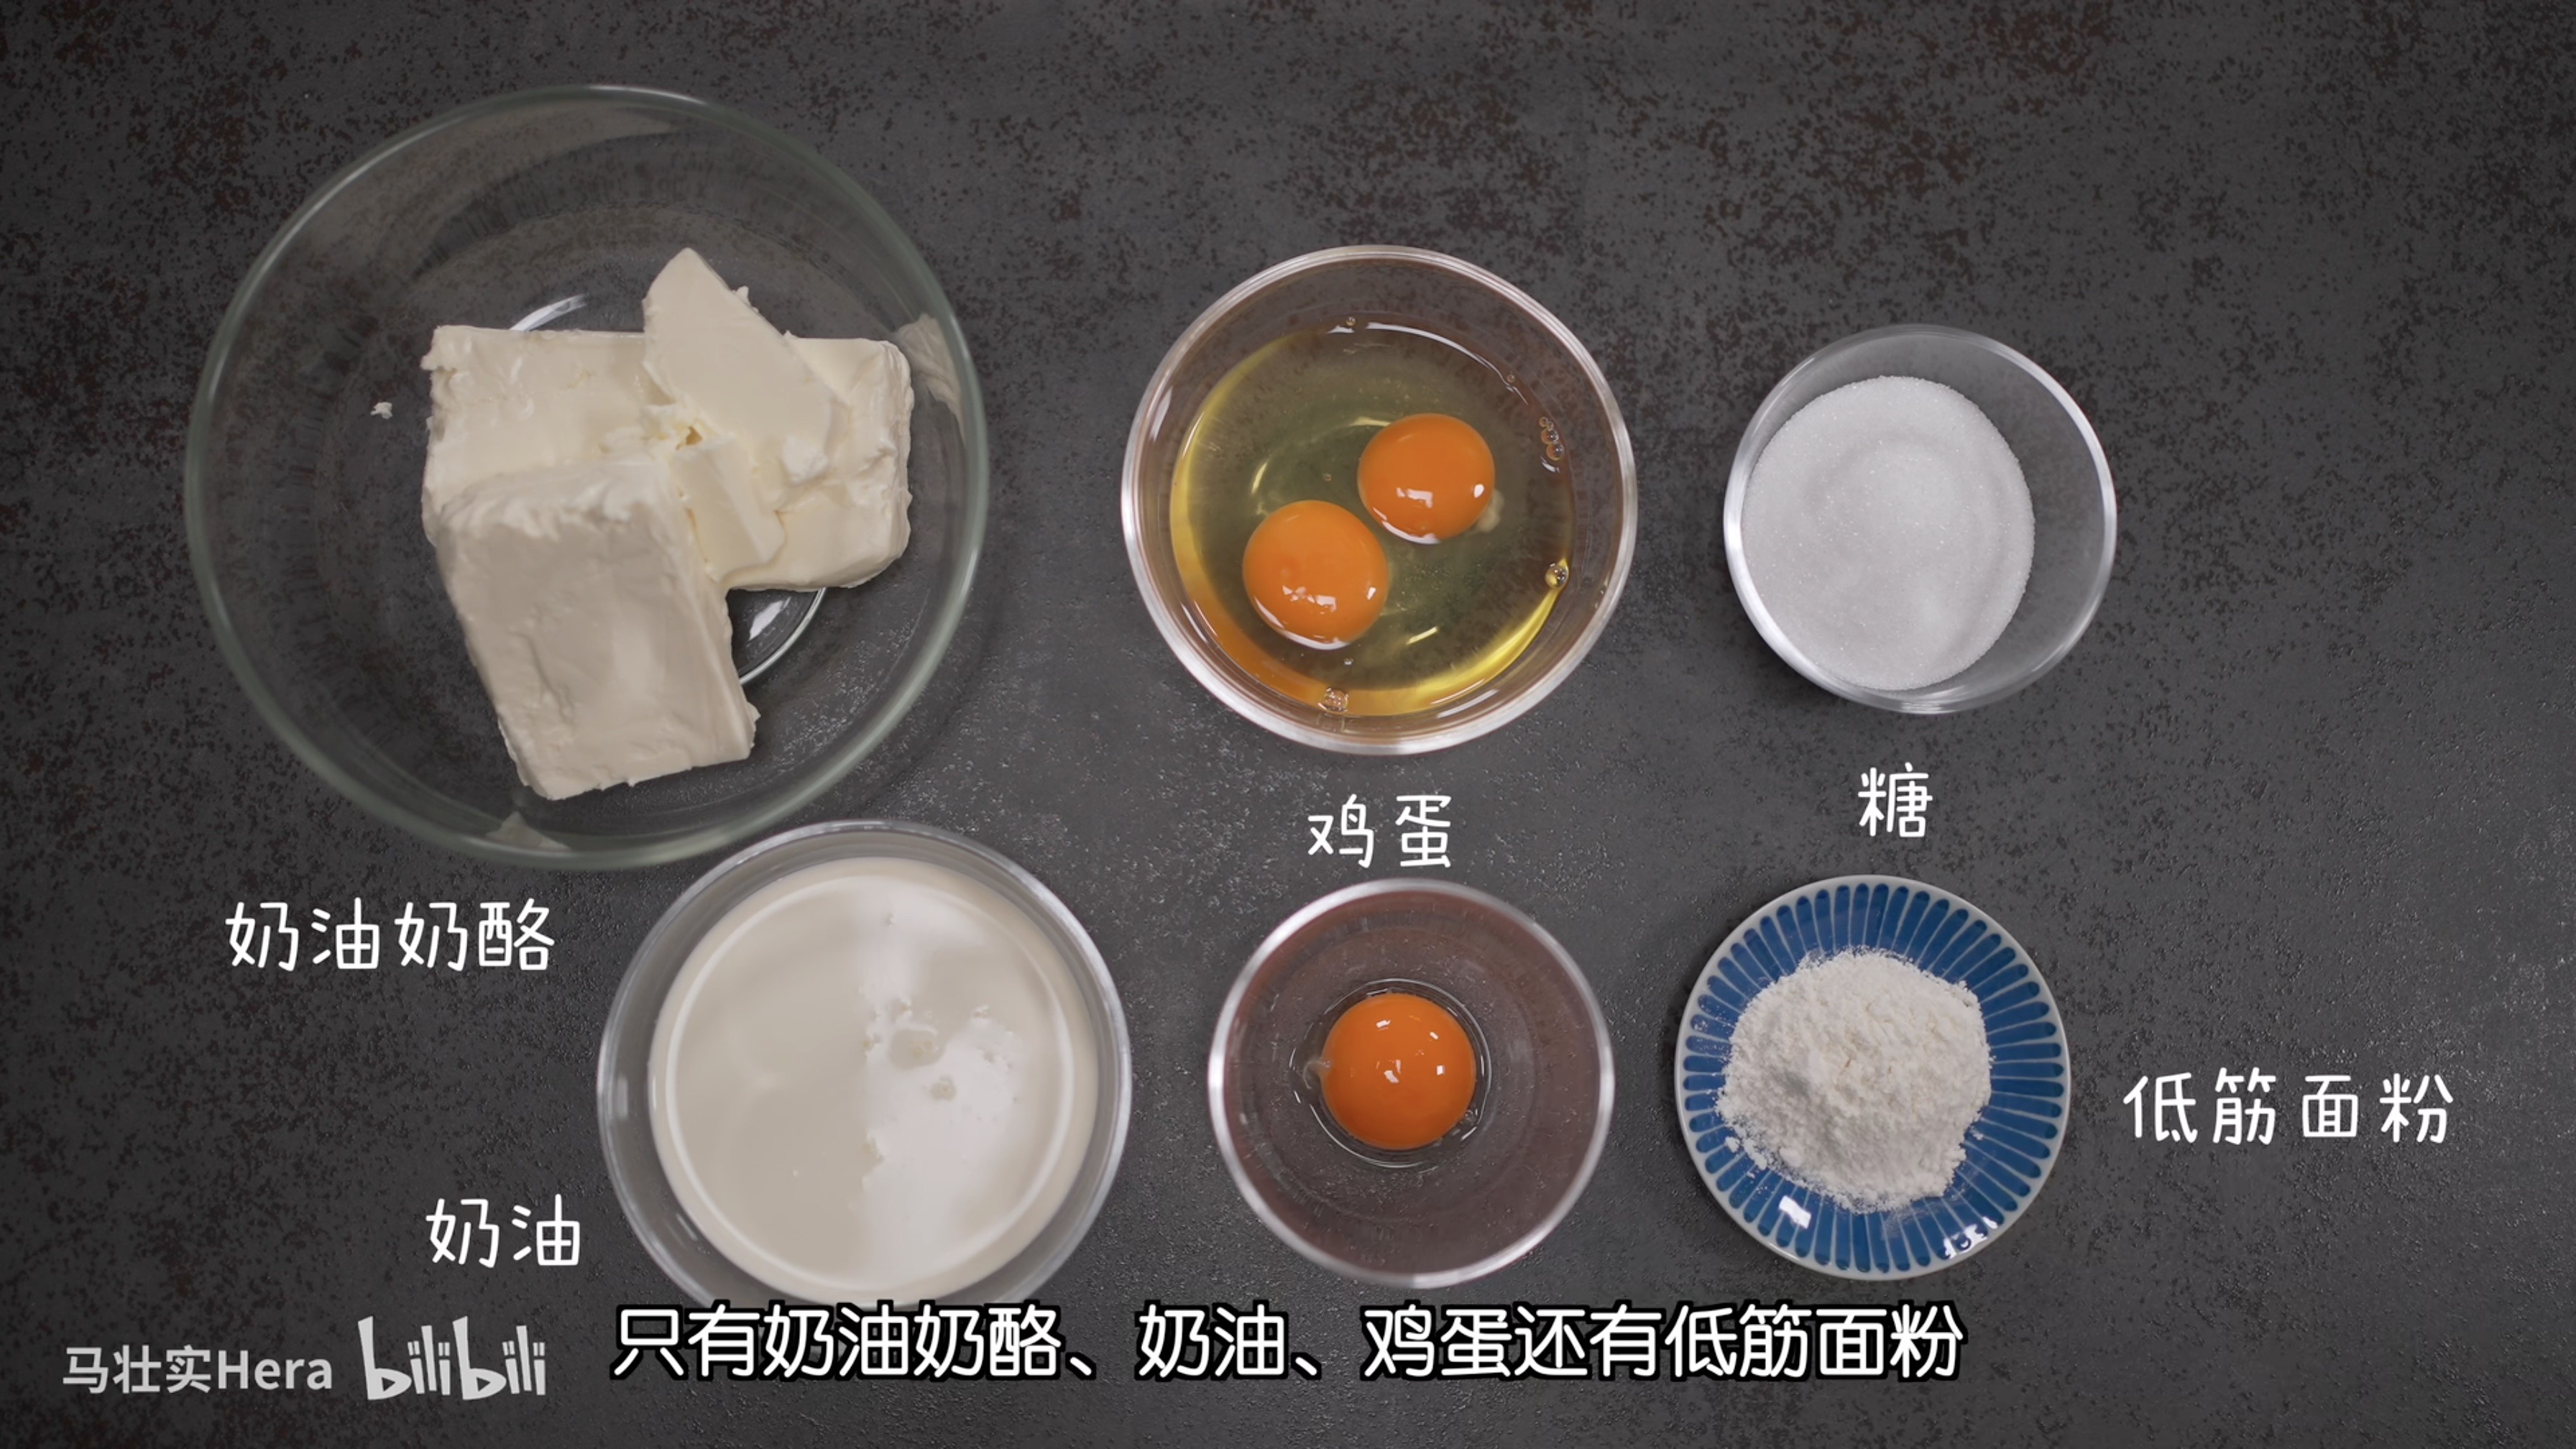 糖
鸡蛋
奶油奶酪
低筋面粉
奶油
只有奶油奶酪、奶油、鸡蛋还有低筋面粉
马壮实Hera bilibili